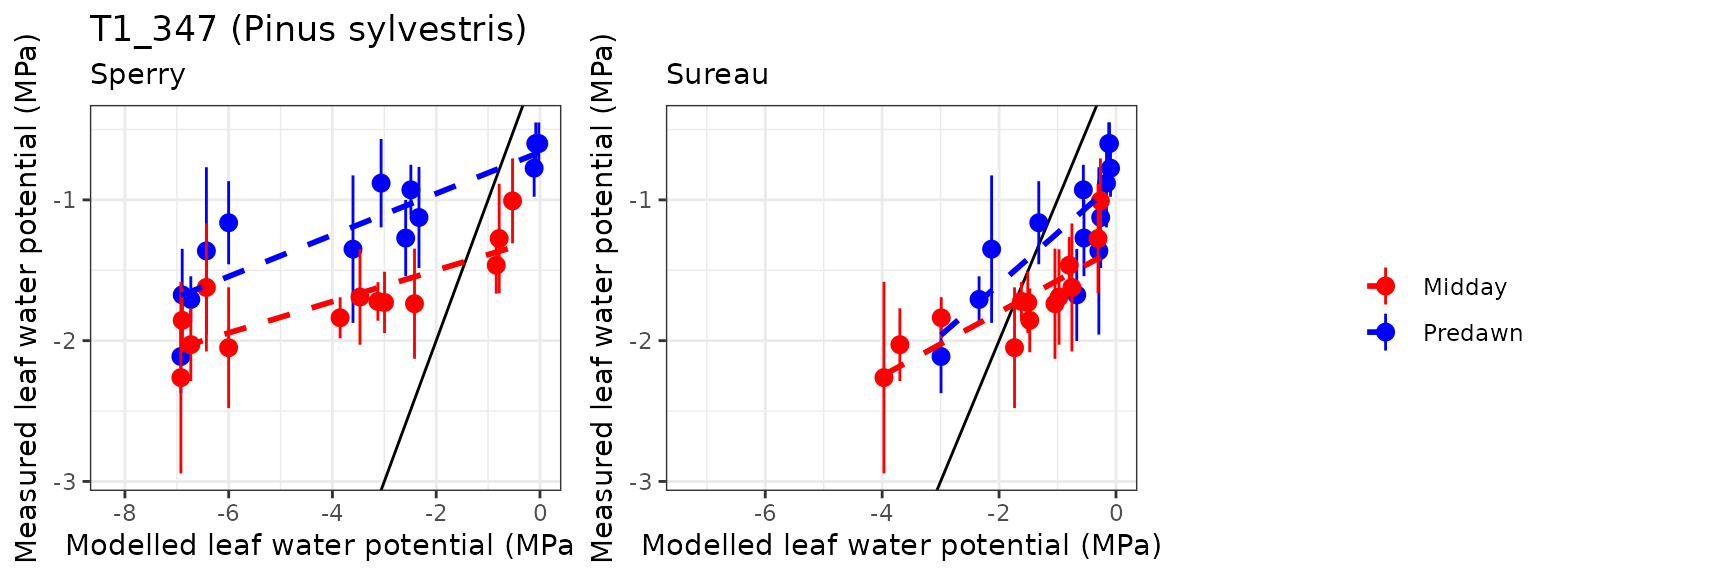 T1_347 (Pinus sylvestris)
Sperry
Measured leaf water potential (MPa)
-1
-2
-3
-8 -6 -4 -2 0
Modelled leaf water potential (MPa
Sureau
Measured leaf water potential (MPa)
-1
-2
-3
-6 -4 -2 0
Modelled leaf water potential (MPa)
Midday
Predawn